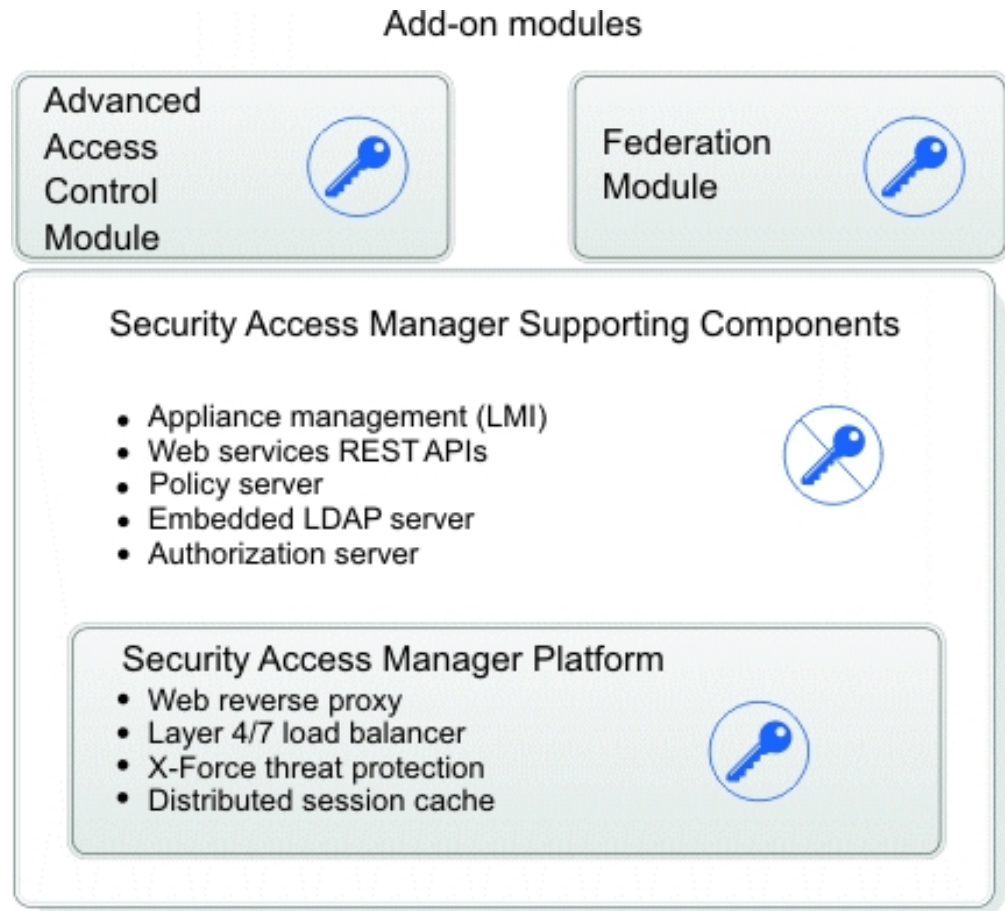 Add-on modules
Advanced
Access
Control
Module
Federation
Module
Security Access Manager Supporting Components
• Appliance management (LMI)
• Web services REST APIs
• Policy server
• Embedded LDAP server
• Authorization server
Security Access Manager Platform
• Web reverse proxy
• Layer 4/7 load balancer
• X-Force threat protection
• Distributed session cache